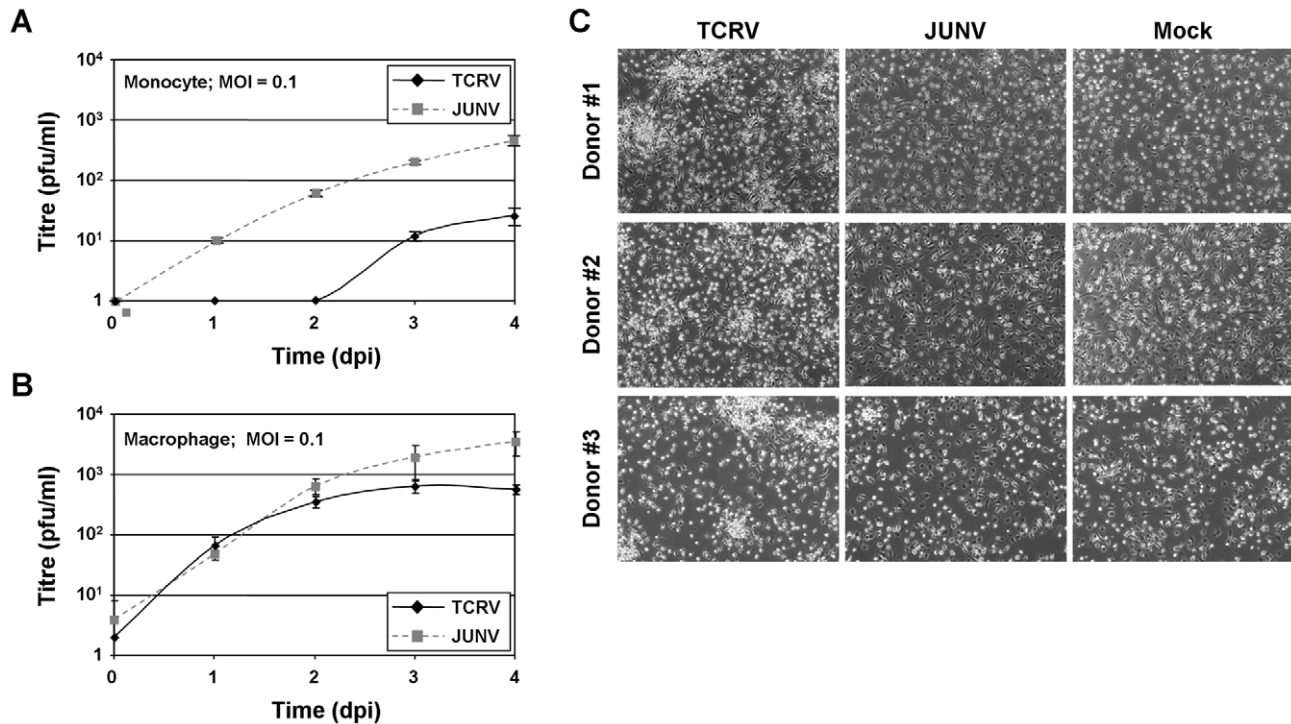 A
Titre (pfu/ml)
10⁴
10³
10²
10¹
1
Monocyte; MOI = 0.1
TCRV
JUNV
0 1 2 3 4
Time (dpi)
B
Titre (pfu/ml)
10⁴
10³
10²
10¹
1
Macrophage; MOI = 0.1
TCRV
JUNV
0 1 2 3 4
Time (dpi)
C
TCRV JUNV Mock
Donor #1
Donor #2
Donor #3